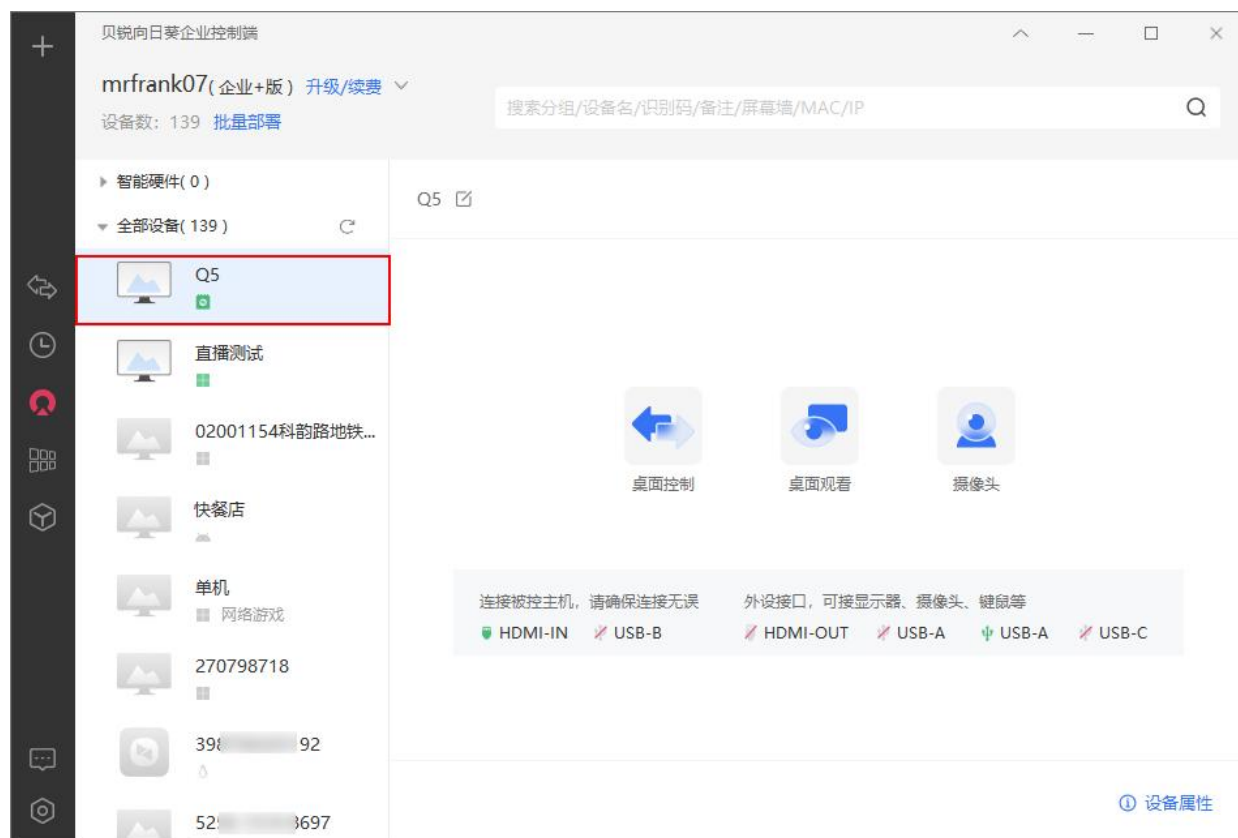 贝锐向日葵企业控制端
mrfrank07(企业+版) 升级/续费
设备数: 139 批量部署
搜索分组/设备名/识别码/备注/屏幕墙/MAC/IP
智能硬件( 0 )
全部设备( 139 )
Q5
Q5
直播测试
02001154科韵路地铁...
快餐店
单机
网络游戏
270798718
398 92
52 3697
桌面控制
桌面观看
摄像头
连接被控主机，请确保连接无误
HDMI-IN USB-B
外设接口，可接显示器、摄像头、键鼠等
HDMI-OUT USB-A USB-A USB-C
设备属性